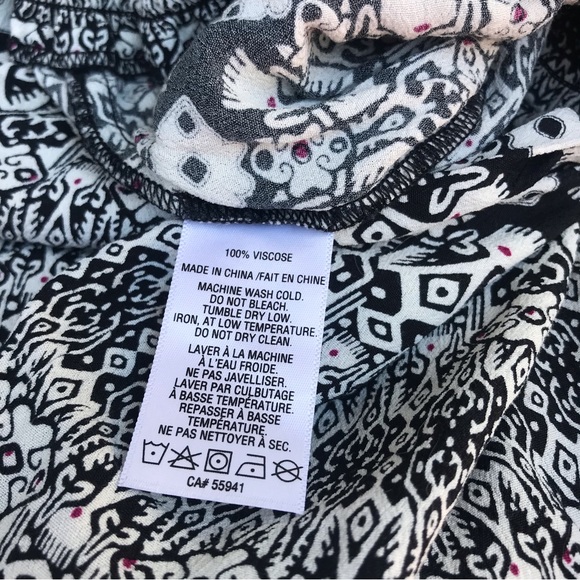 100% VISCOSE
MADE IN CHINA /FAIT EN CHINE
MACHINE WASH COLD.
DO NOT BLEACH.
TUMBLE DRY LOW.
IRON, AT LOW TEMPERATURE.
DO NOT DRY CLEAN.
LAVER À LA MACHINE
À L'EAU FROIDE.
NE PAS JAVELLISER.
LAVER PAR CULBUTAGE
À BASSE TEMPÉRATURE.
REPASSER À BASSE
TEMPÉRATURE.
NE PAS NETTOYER À SEC.
CA# 55941